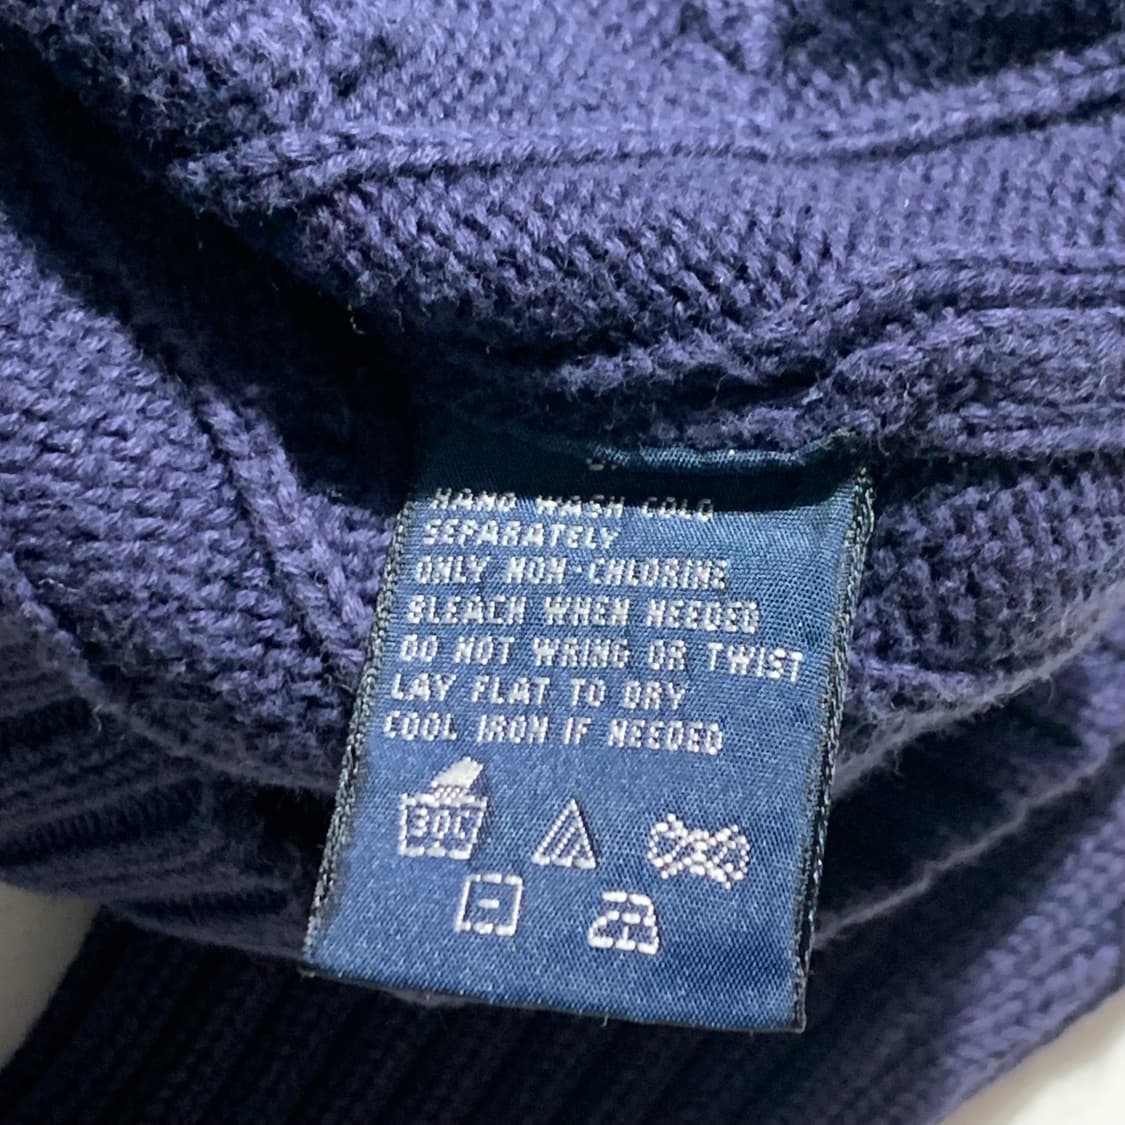 HAND WASH COLD
SEPARATELY
ONLY NON-CHLORINE
BLEACH WHEN NEEDED
DO NOT WRING OR TWIST
LAY FLAT TO DRY
COOL IRON IF NEEDED
30C